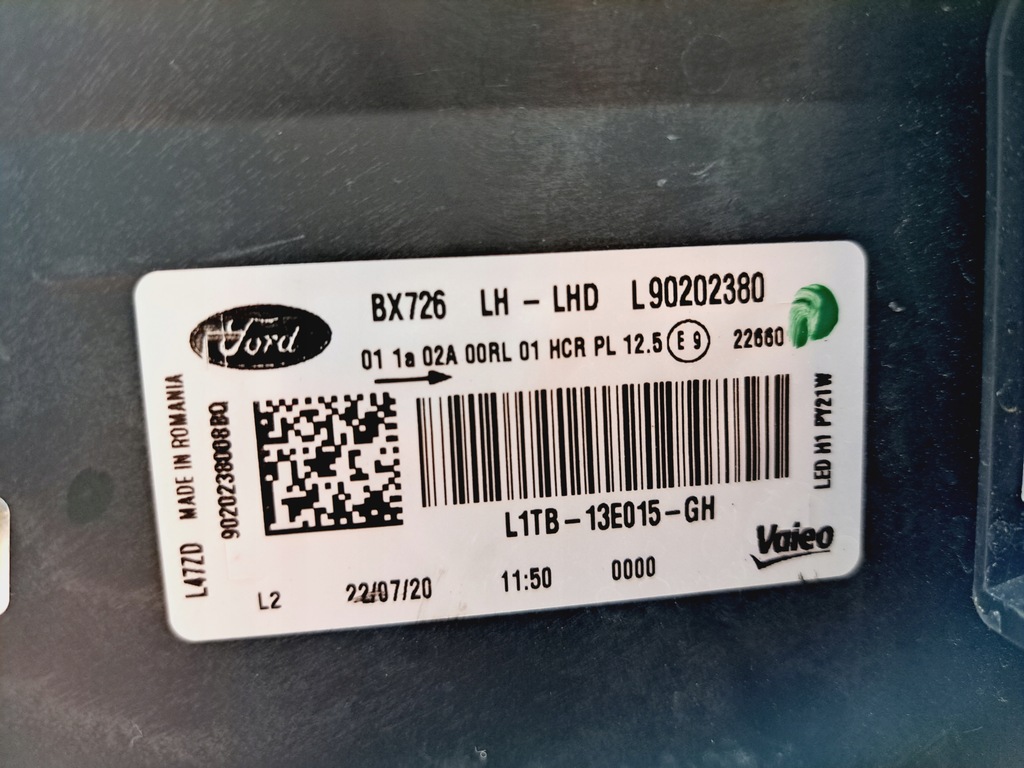 Ford
BX726 LH - LHD L90202380
01 1a 02A 00RL 01 HCR PL 12.5 E9 22660
L47ZD MADE IN ROMANIA
9020238008BQ
LED H1 PY21W
L1TB-13E015-GH
Valeo
L2 22/07/20 11:50 0000